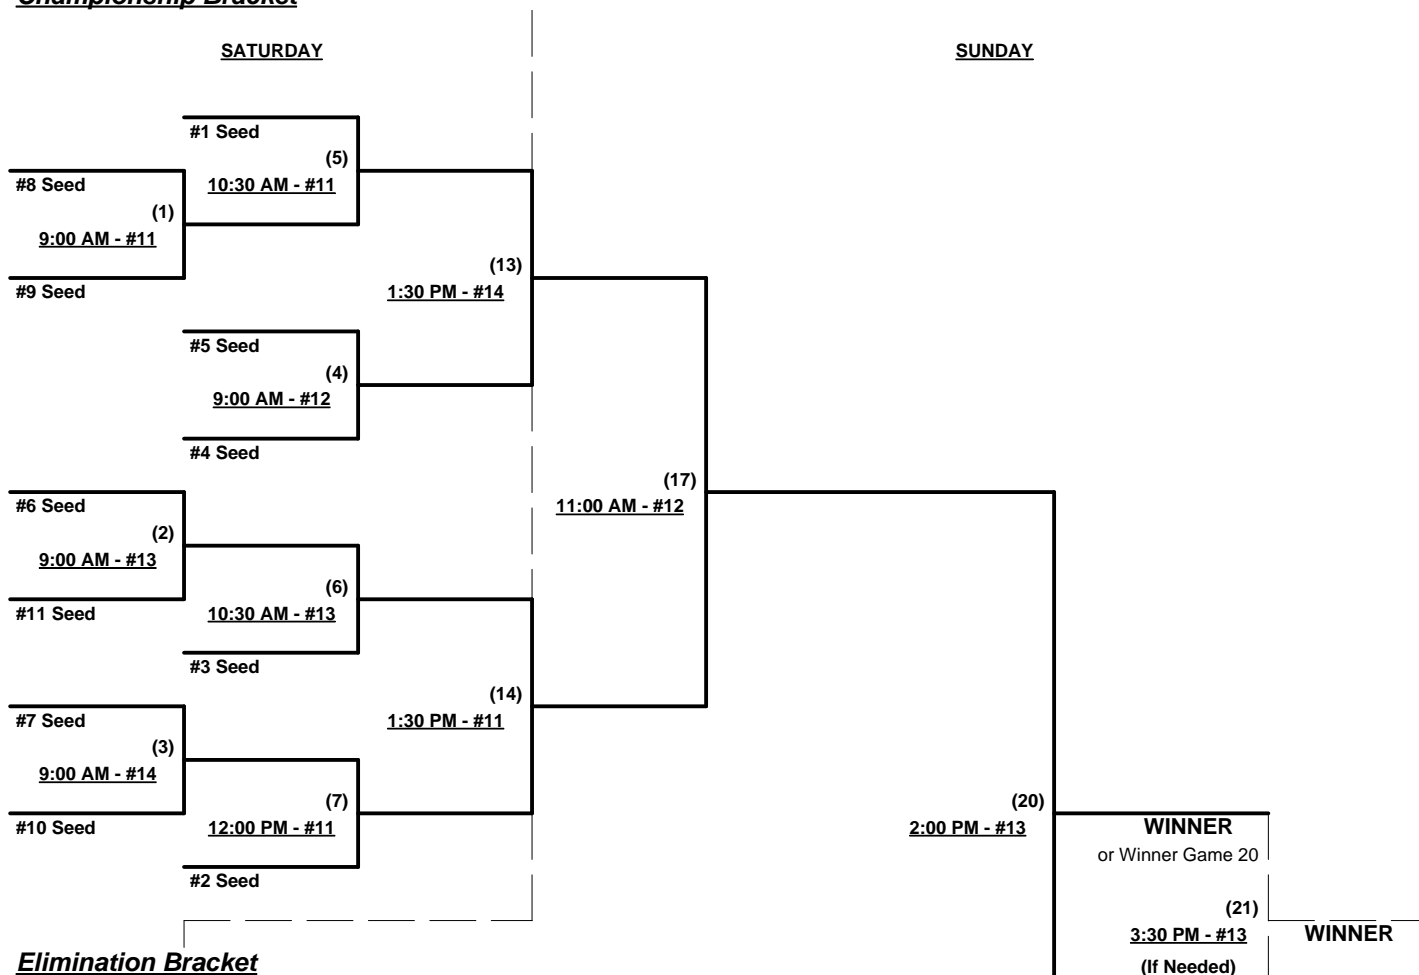 Championship Bracket
SATURDAY
SUNDAY
#1 Seed
(5)
10:30 AM - #11
#8 Seed
(1)
9:00 AM - #11
#9 Seed
(13)
1:30 PM - #14
#5 Seed
(4)
9:00 AM - #12
#4 Seed
(17)
11:00 AM - #12
#6 Seed
(2)
9:00 AM - #13
#11 Seed
(6)
10:30 AM - #13
#3 Seed
(14)
1:30 PM - #11
#7 Seed
(3)
9:00 AM - #14
#10 Seed
(7)
12:00 PM - #11
#2 Seed
(20)
2:00 PM - #13
WINNER
or Winner Game 20
(21)
3:30 PM - #13
(If Needed)
WINNER
Elimination Bracket